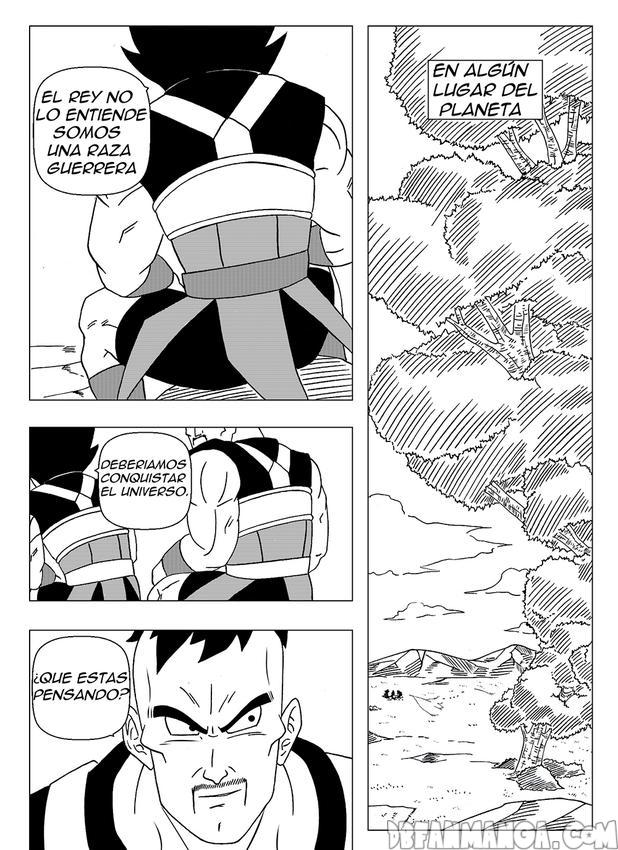 EN ALGÚN
LUGAR DEL
PLANETA
EL REY NO
LO ENTIENDE
SOMOS
UNA RAZA
GUERRERA
DEBERIAMOS
CONQUISTAR
EL UNIVERSO.
¿QUE ESTAS
PENSANDO?
DBFANMANGA.COM